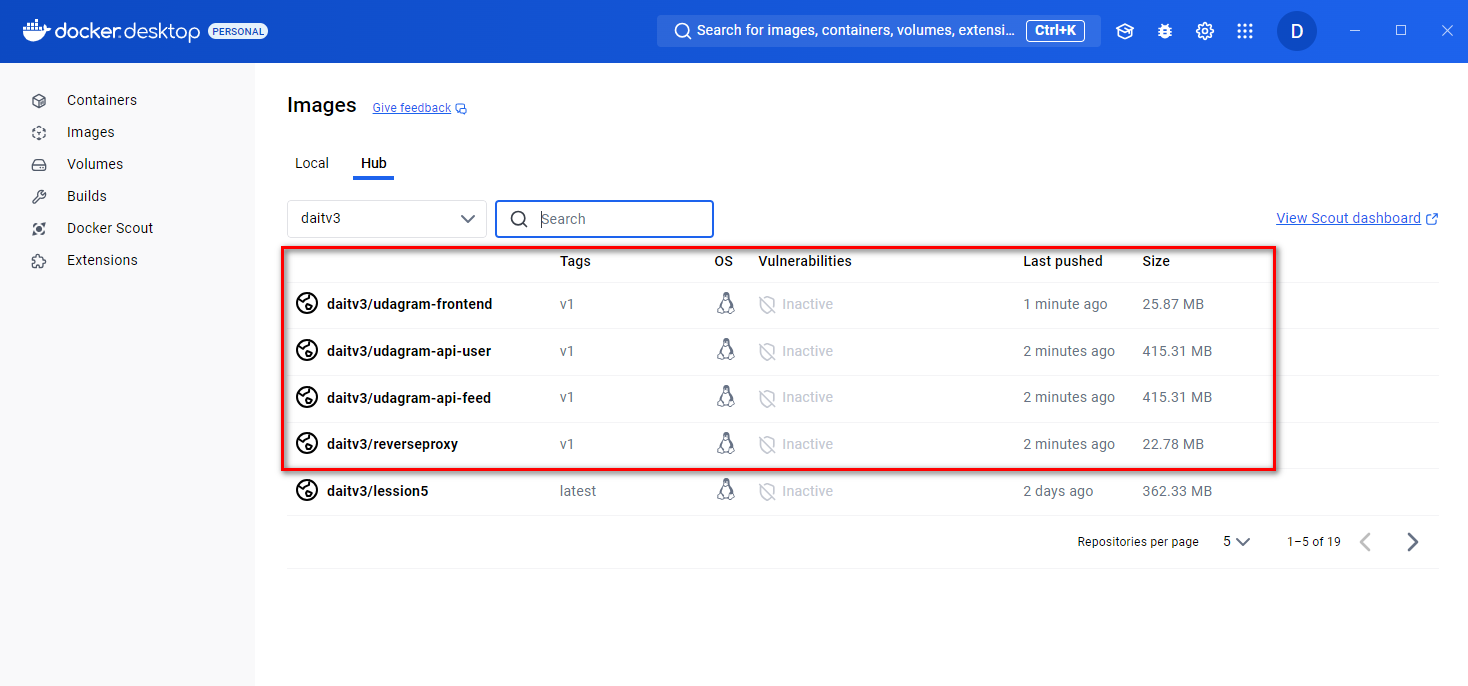 docker.desktop PERSONAL Search for images, containers, volumes, extensi... Ctrl+K D
Containers
Images
Volumes
Builds
Docker Scout
Extensions
Images Give feedback
Local Hub
daitv3 Search View Scout dashboard
Tags OS Vulnerabilities Last pushed Size
daitv3/udagram-frontend v1 Inactive 1 minute ago 25.87 MB
daitv3/udagram-api-user v1 Inactive 2 minutes ago 415.31 MB
daitv3/udagram-api-feed v1 Inactive 2 minutes ago 415.31 MB
daitv3/reverseproxy v1 Inactive 2 minutes ago 22.78 MB
daitv3/lession5 latest Inactive 2 days ago 362.33 MB
Repositories per page 5 1–5 of 19